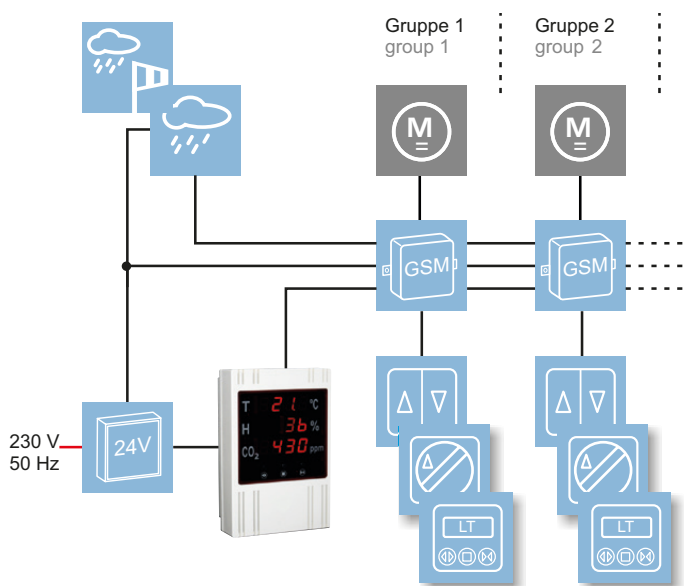 Gruppe 1
group 1
Gruppe 2
group 2
M
M
GSM
GSM
230 V
50 Hz
24V
T 21 °C
H 36 %
CO₂ 430 ppm
LT
LT